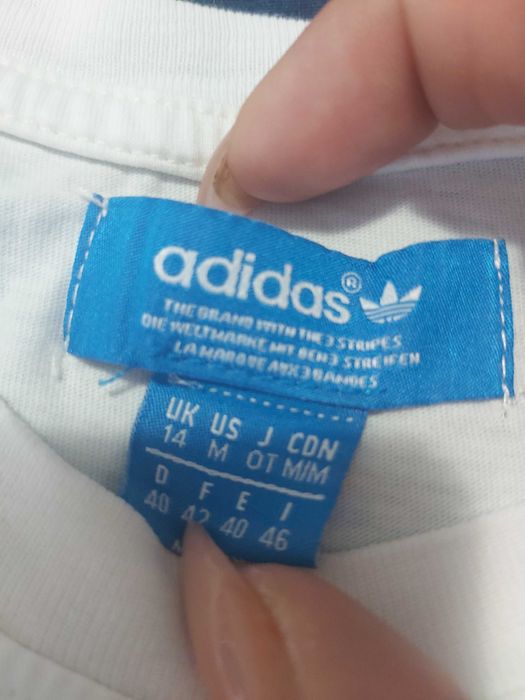 adidas®
THE BRAND WITH THE 3 STRIPES
DIE WELTMARKE MIT DEN 3 STREIFEN
LA MARQUE AUX 3 BANDES
UK US J CDN
14 M OT M/M
D F E I
40 42 40 46